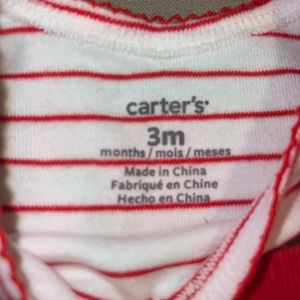 carter's
3m
months / mois / meses
Made in China
Fabriqué en Chine
Hecho en China